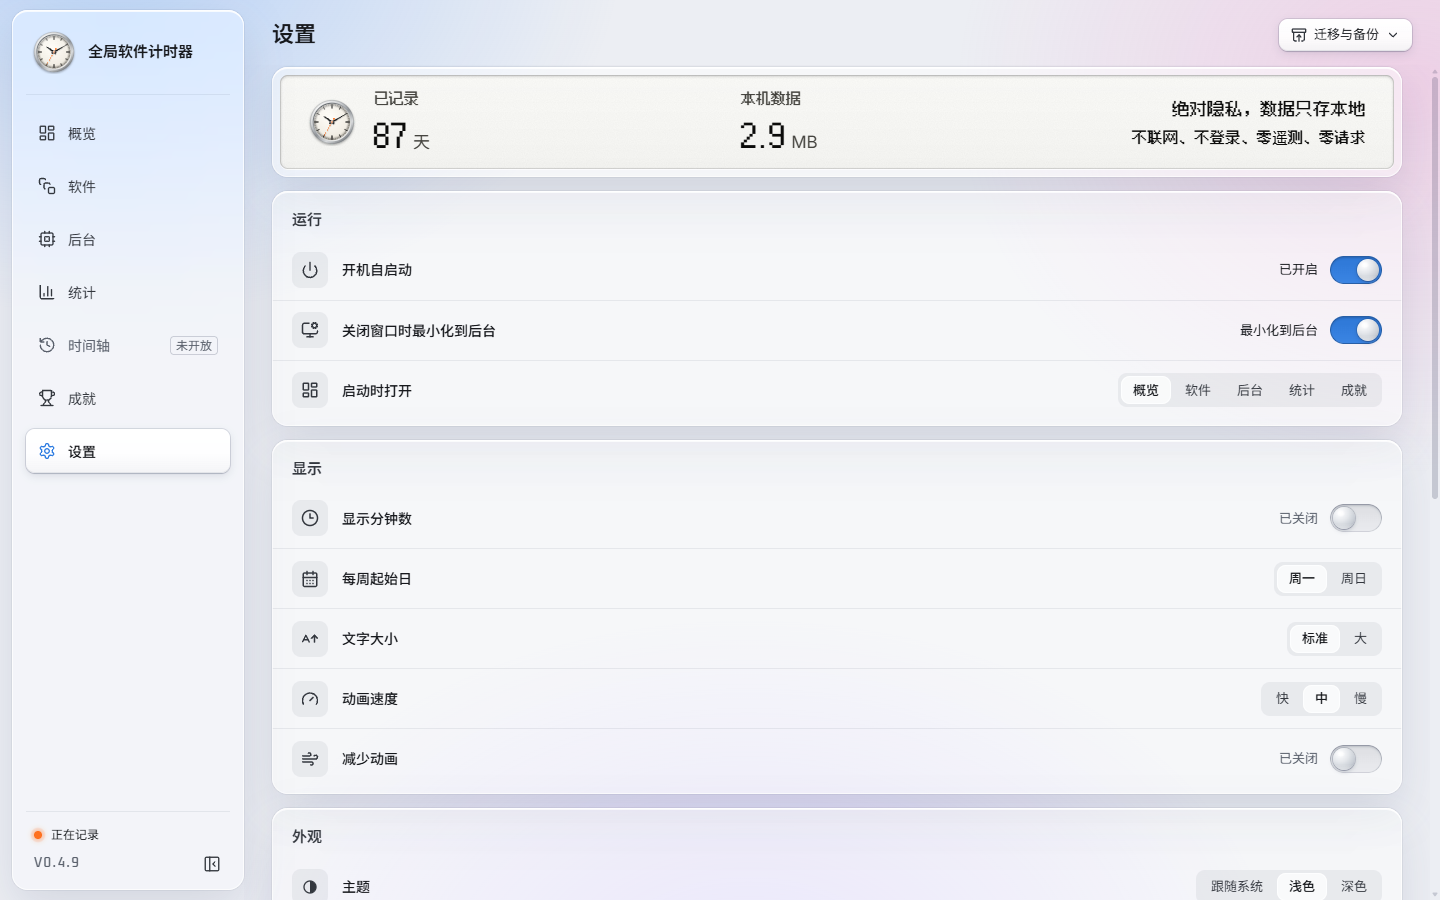 全局软件计时器
概览
软件
后台
统计
时间轴 未开放
成就
设置
正在记录
V0.4.9
设置
迁移与备份
已记录
87 天
本机数据
2.9 MB
绝对隐私，数据只存本地
不联网、不登录、零遥测、零请求
运行
开机自启动 已开启
关闭窗口时最小化到后台 最小化到后台
启动时打开 概览 软件 后台 统计 成就
显示
显示分钟数 已关闭
每周起始日 周一 周日
文字大小 标准 大
动画速度 快 中 慢
减少动画 已关闭
外观
主题 跟随系统 浅色 深色